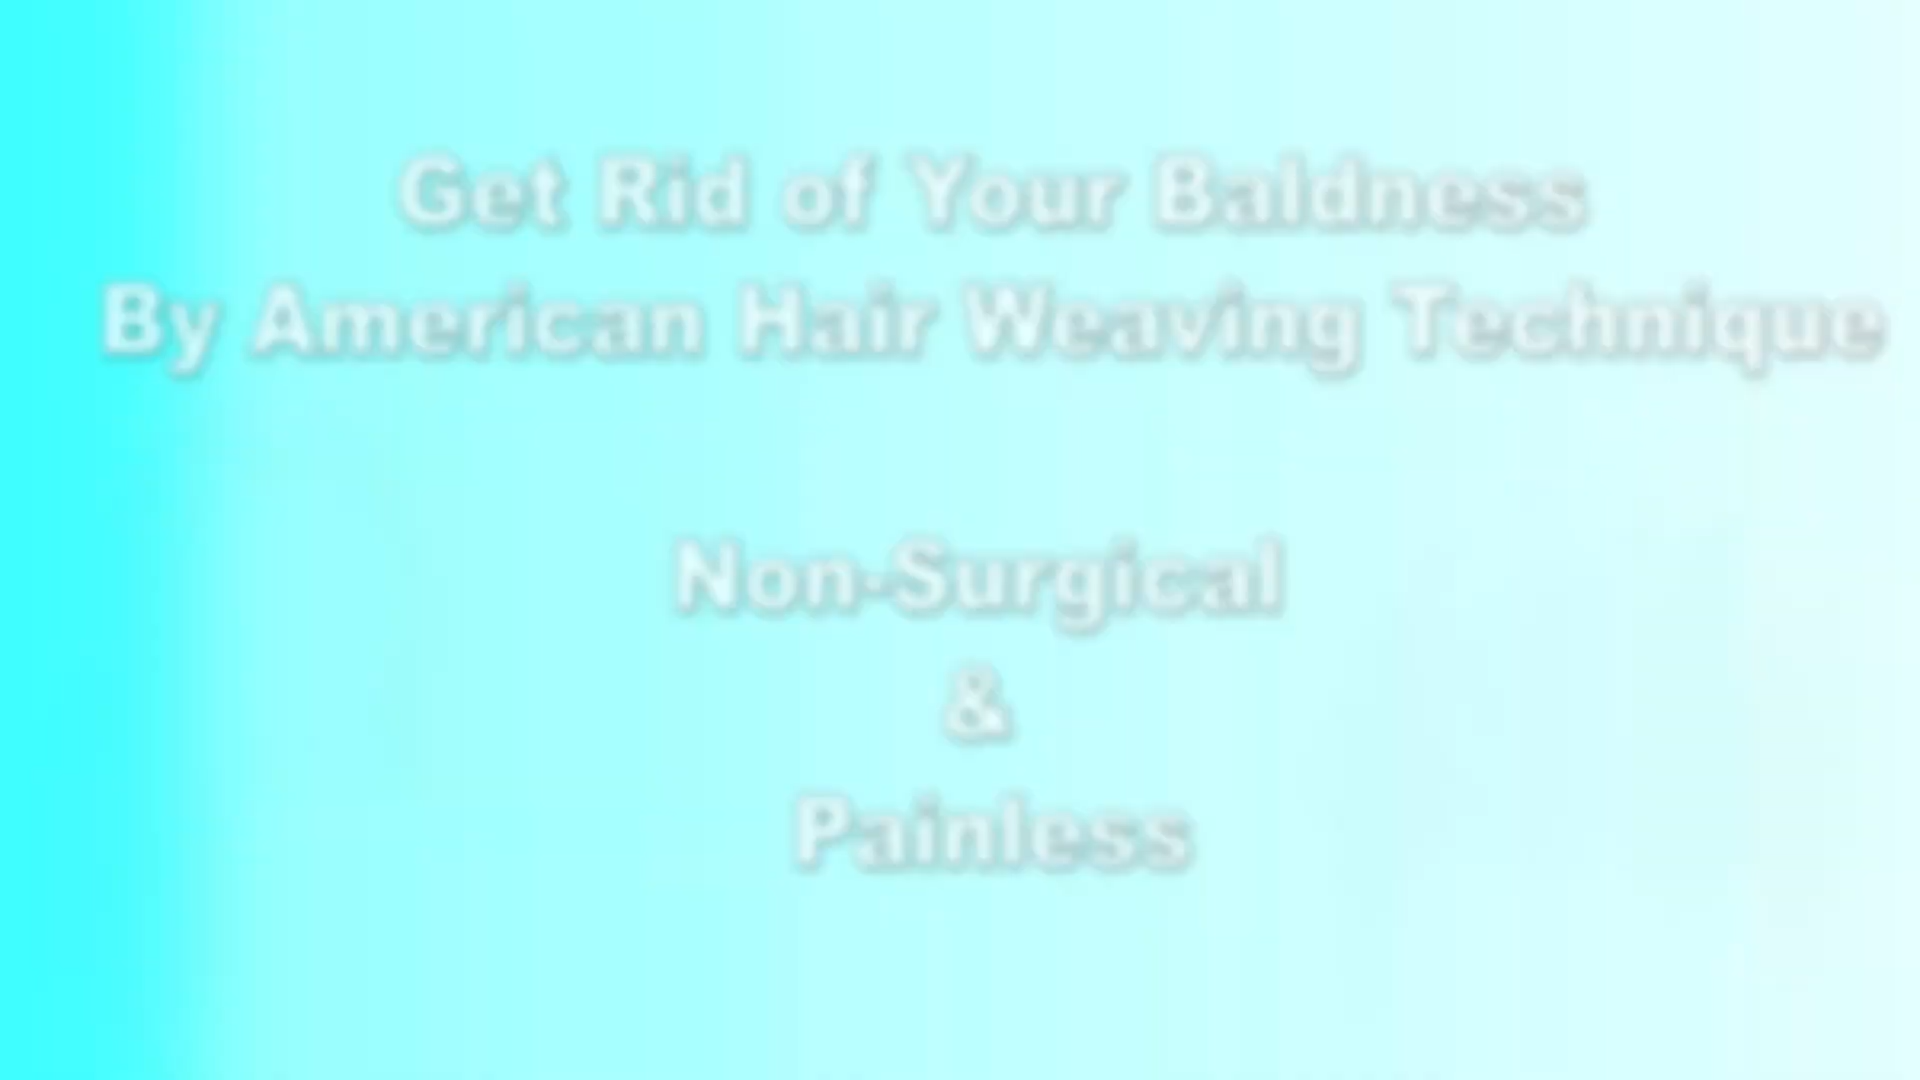 Get Rid of Your Baldness
By American Hair Weaving Technique
Non-Surgical
&
Painless